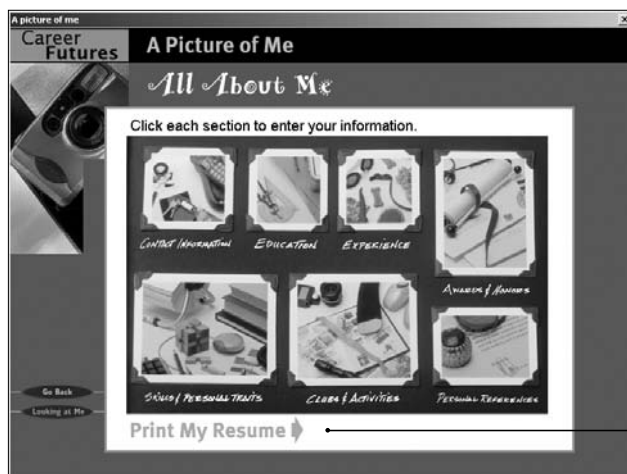 A picture of me
Career
Futures
A Picture of Me
All About Me
Click each section to enter your information.
CONTACT INFORMATION
EDUCATION
EXPERIENCE
AWARDS & HONORS
SKILLS & PERSONAL TRAITS
CLUBS & ACTIVITIES
PERSONAL REFERENCES
Go Back
Looking at Me
Print My Resume